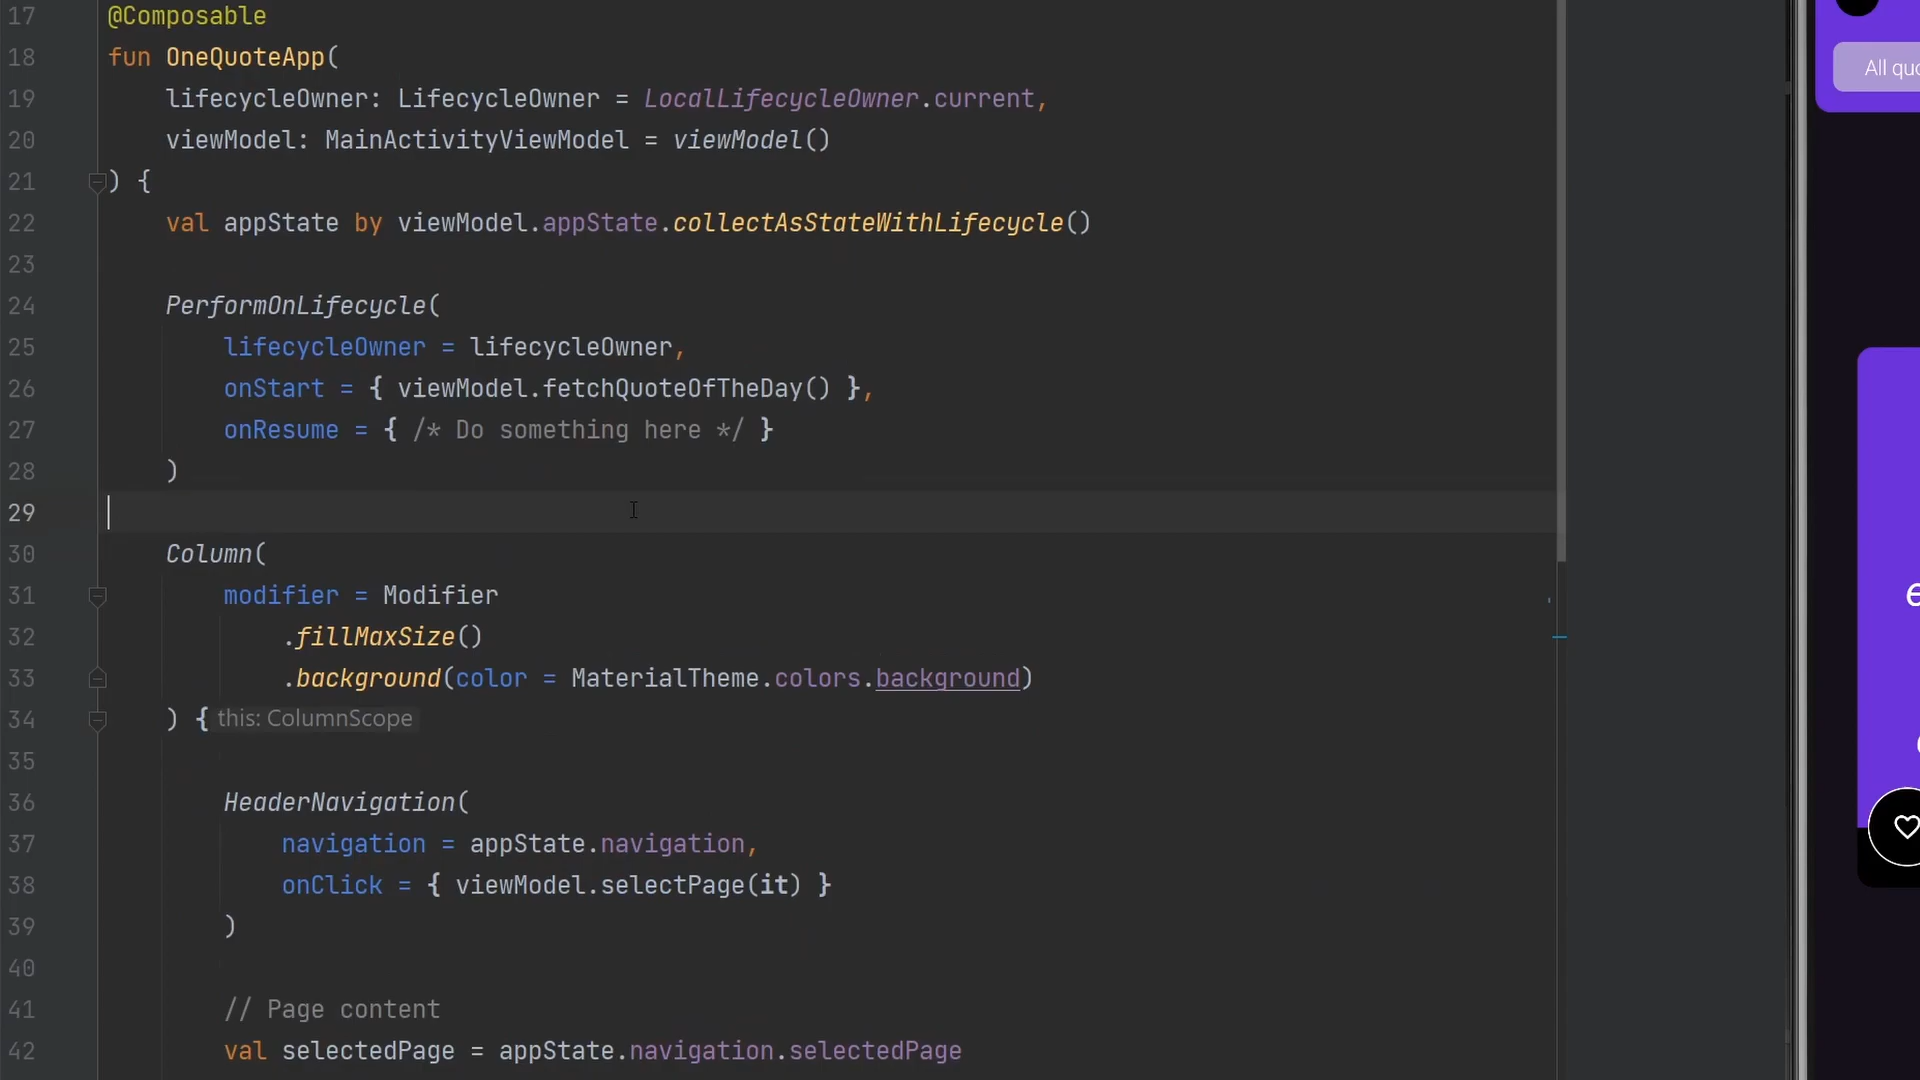 17 @Composable
18 fun OneQuoteApp(
19 lifecycleOwner: LifecycleOwner = LocalLifecycleOwner.current,
20 viewModel: MainActivityViewModel = viewModel()
21 ) {
22 val appState by viewModel.appState.collectAsStateWithLifecycle()
23
24 PerformOnLifecycle(
25 lifecycleOwner = lifecycleOwner,
26 onStart = { viewModel.fetchQuoteOfTheDay() },
27 onResume = { /* Do something here */ }
28 )
29
30 Column(
31 modifier = Modifier
32 .fillMaxSize()
33 .background(color = MaterialTheme.colors.background)
34 ) { this: ColumnScope
35
36 HeaderNavigation(
37 navigation = appState.navigation,
38 onClick = { viewModel.selectPage(it) }
39 )
40
41 // Page content
42 val selectedPage = appState.navigation.selectedPage
All